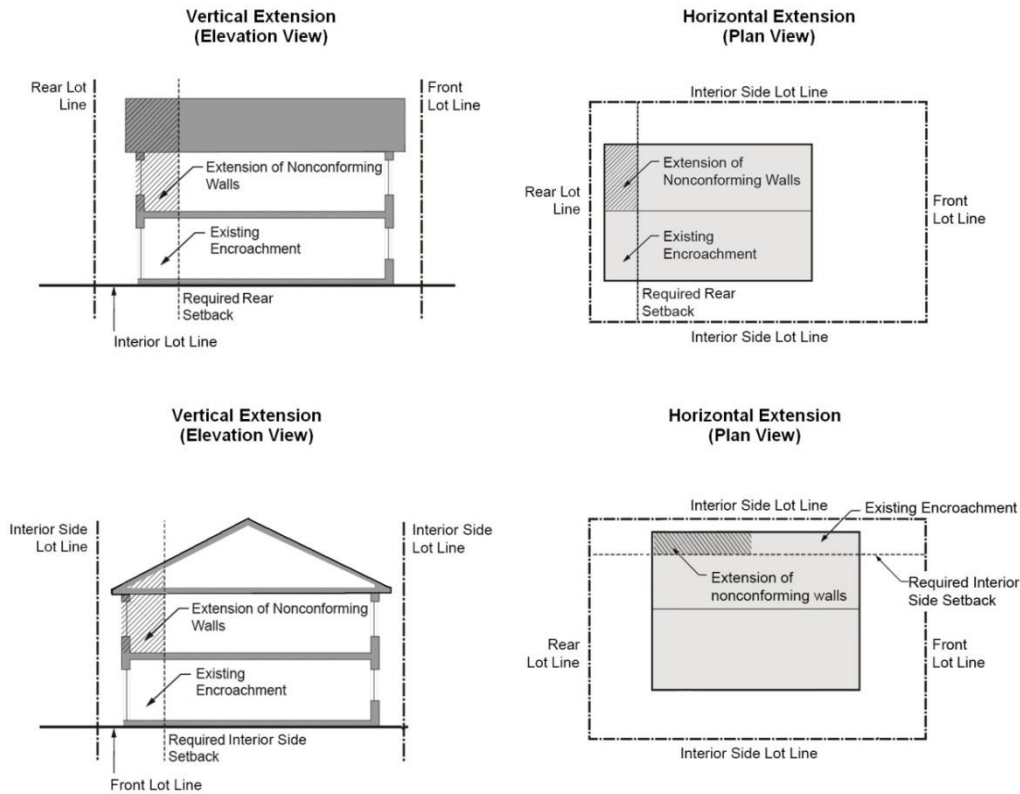 Vertical Extension
(Elevation View)
Rear Lot
Line
Front
Lot Line
Extension of Nonconforming
Walls
Existing
Encroachment
Required Rear
Setback
Interior Lot Line
Horizontal Extension
(Plan View)
Interior Side Lot Line
Extension of
Nonconforming Walls
Rear Lot
Line
Front
Lot Line
Existing
Encroachment
Required Rear
Setback
Interior Side Lot Line
Vertical Extension
(Elevation View)
Interior Side
Lot Line
Interior Side
Lot Line
Extension of Nonconforming
Walls
Existing
Encroachment
Required Interior Side
Setback
Front Lot Line
Horizontal Extension
(Plan View)
Interior Side Lot Line
Existing Encroachment
Extension of
nonconforming walls
Required Interior
Side Setback
Rear
Lot Line
Front
Lot Line
Interior Side Lot Line